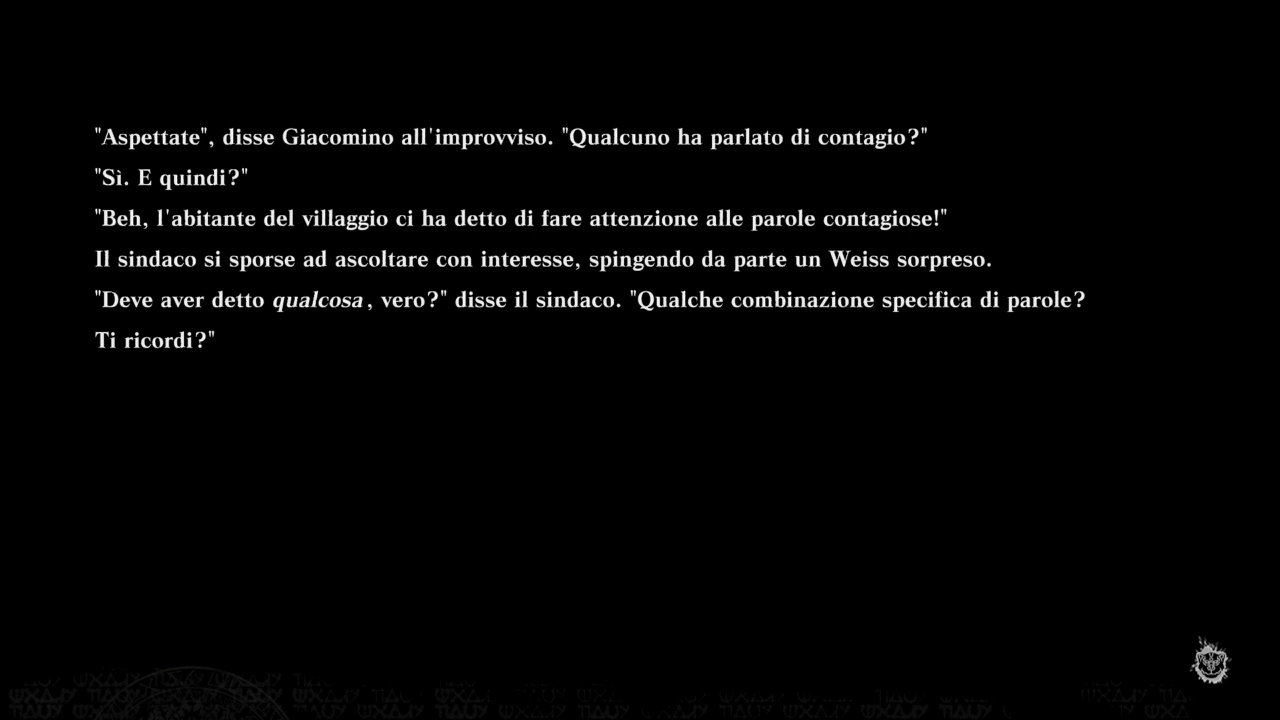 "Aspettate", disse Giacomino all'improvviso. "Qualcuno ha parlato di contagio?"
"Sì. E quindi?"
"Beh, l'abitante del villaggio ci ha detto di fare attenzione alle parole contagiose!"
Il sindaco si sporse ad ascoltare con interesse, spingendo da parte un Weiss sorpreso.
"Deve aver detto qualcosa, vero?" disse il sindaco. "Qualche combinazione specifica di parole?
Ti ricordi?"